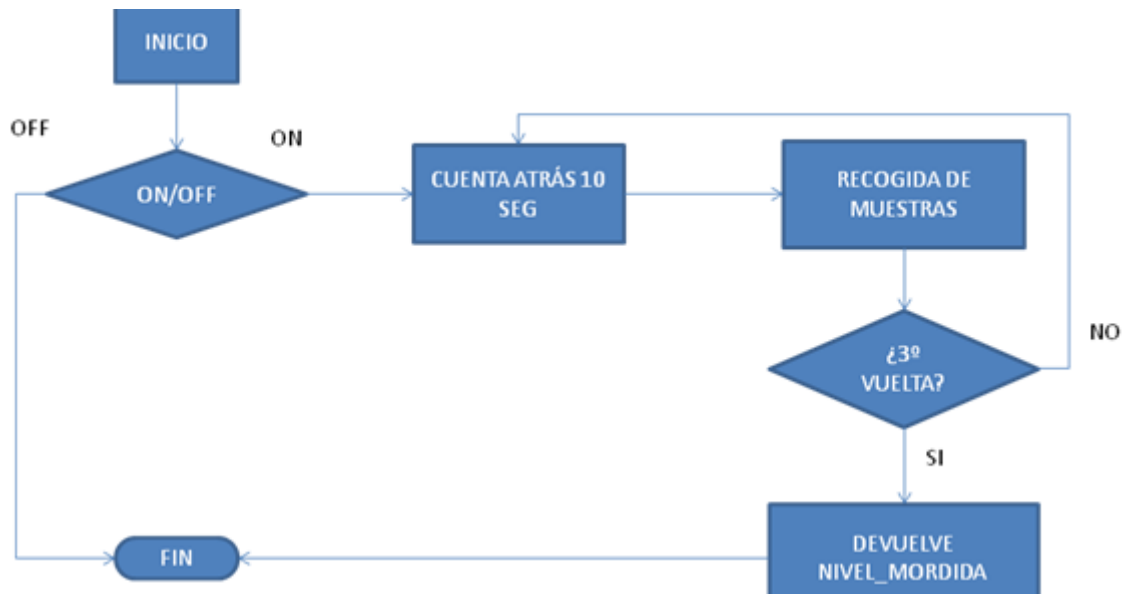 INICIO
OFF
ON
ON/OFF
CUENTA ATRÁS 10
SEG
RECOGIDA DE
MUESTRAS
¿3º
VUELTA?
NO
SI
DEVUELVE
NIVEL_MORDIDA
FIN